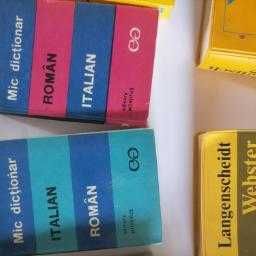 Mic dicționar
ROMÂN
ITALIAN
Mic dicționar
ITALIAN
ROMÂN
Langenscheidt
Webster